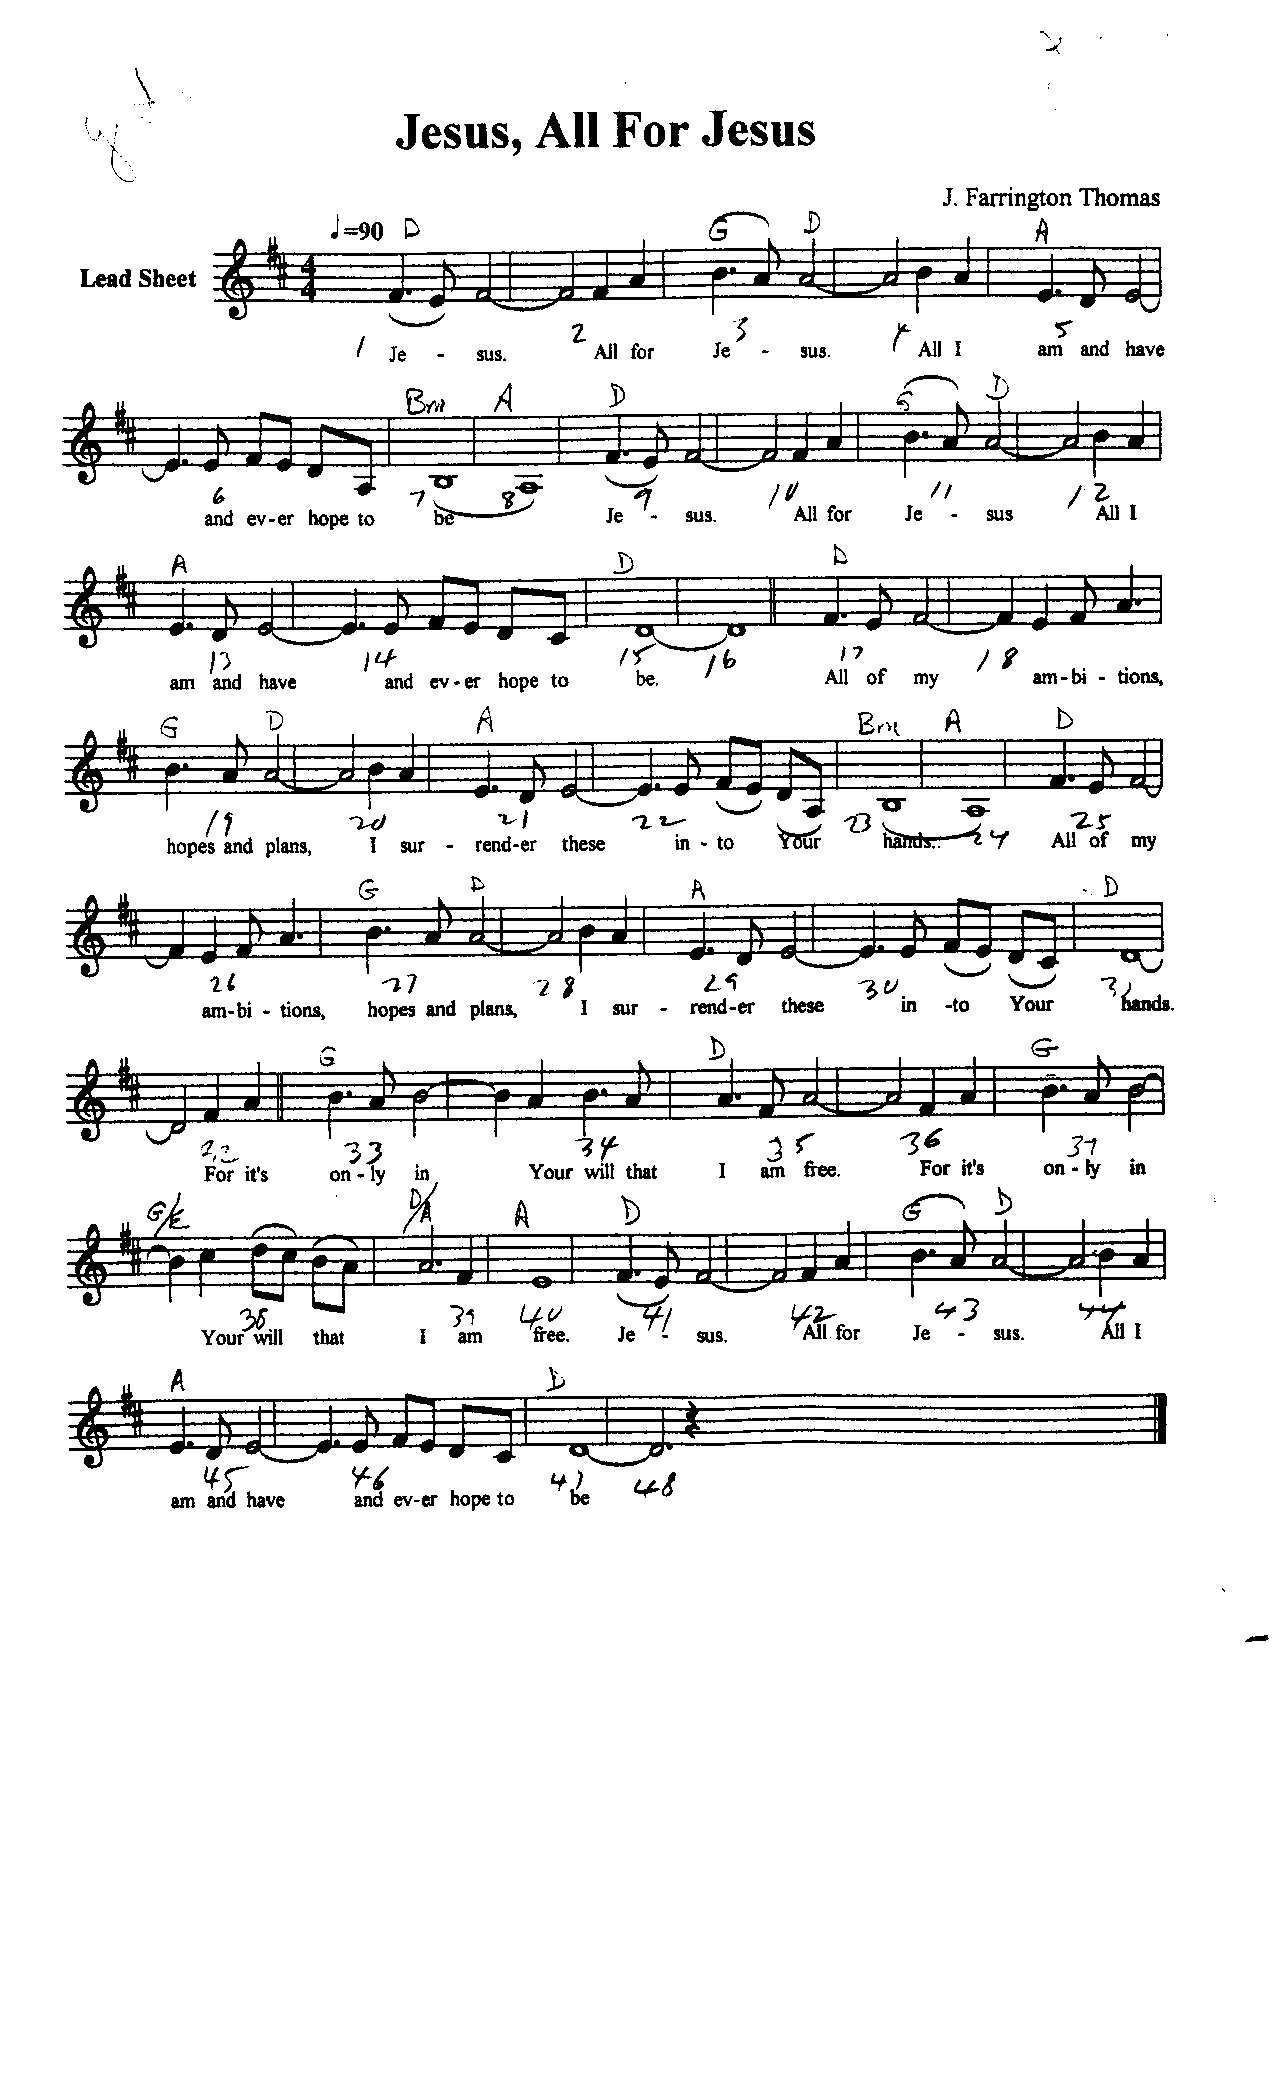 Jesus, All For Jesus
J. Farrington Thomas
♩=90 D G D A
Lead Sheet
1 2 3 4 5
Je - sus. All for Je - sus. All I am and have
Bm A D G D
6 7 8 9 10 11 12
and ev-er hope to be Je - sus. All for Je - sus All I
A D D
13 14 15 16 17 18
am and have and ev-er hope to be. All of my am-bi-tions,
G D A Bm A D
19 20 21 22 23 24 25
hopes and plans, I sur - rend-er these in-to Your hands. All of my
G D A D
26 27 28 29 30 31
am-bi-tions, hopes and plans, I sur - rend-er these in -to Your hands.
G D G
32 33 34 35 36 37
For it's on-ly in Your will that I am free. For it's on-ly in
G/E D/A A D G D
38 39 40 41 42 43 44
Your will that I am free. Je - sus. All for Je - sus. All I
A D
45 46 47 48
am and have and ev-er hope to be